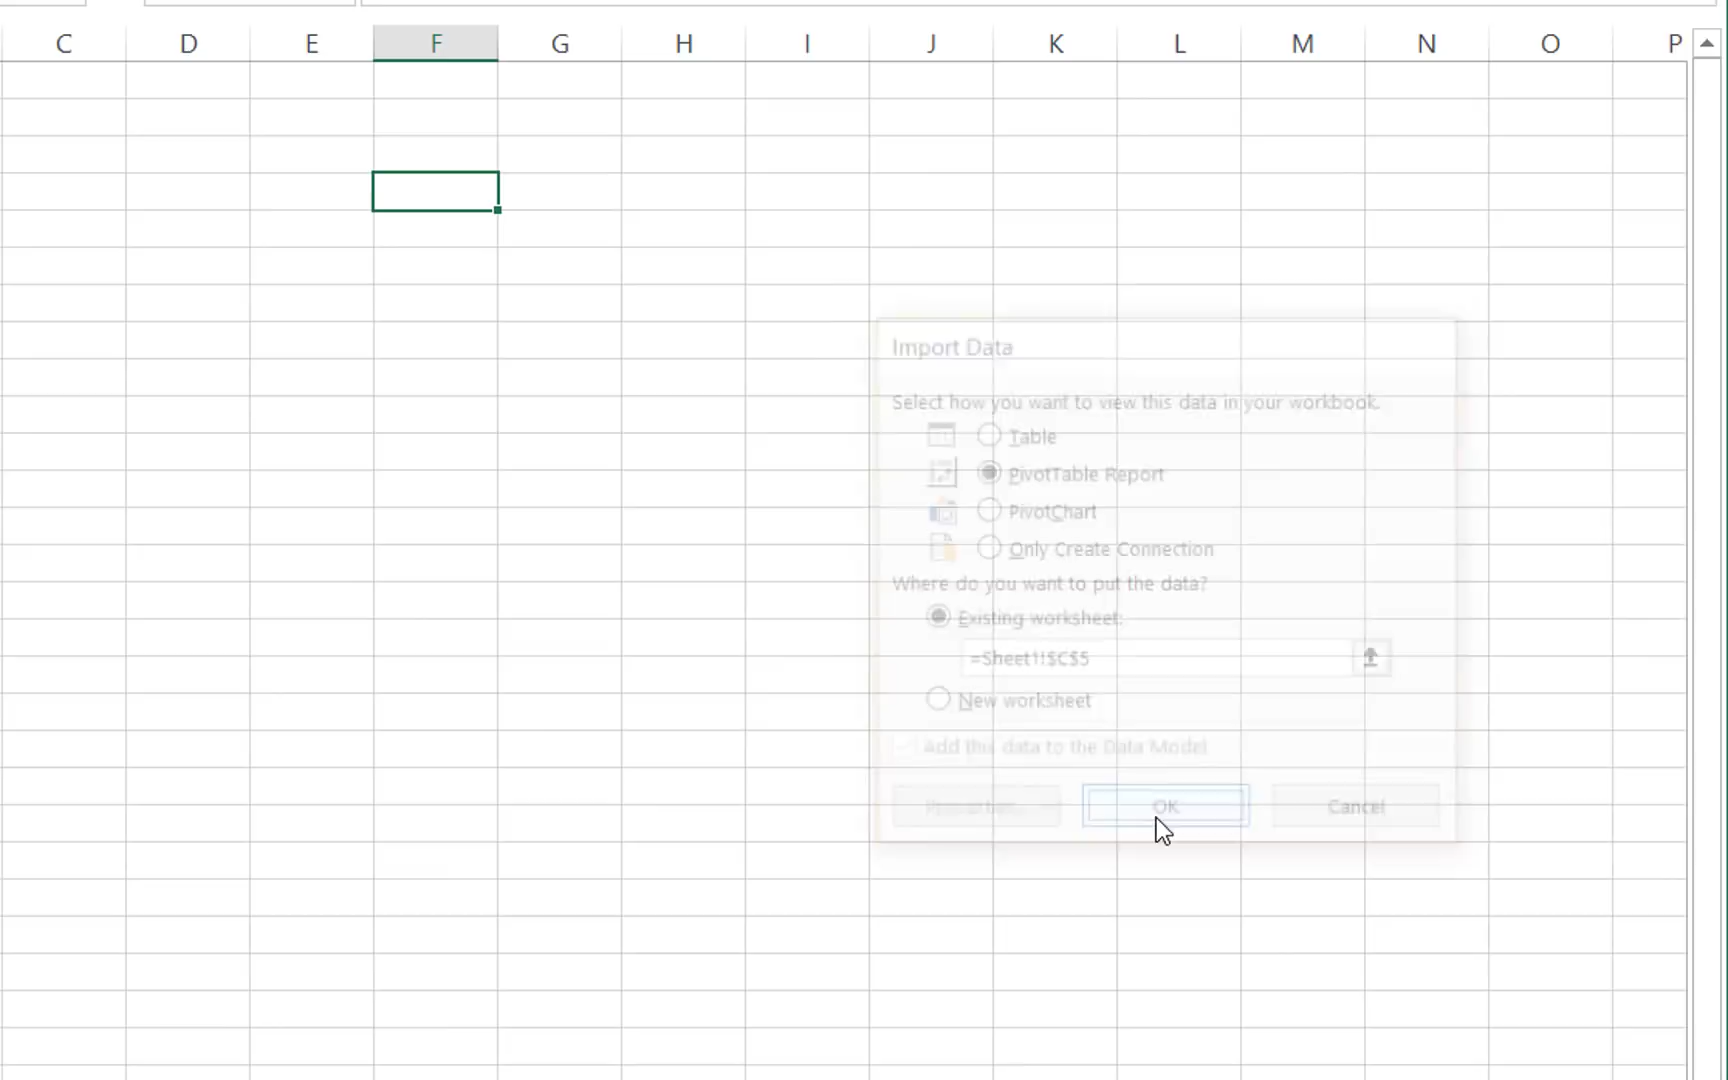 C D E F G H I J K L M N O P
Import Data
Select how you want to view this data in your workbook.
Table
PivotTable Report
PivotChart
Only Create Connection
Where do you want to put the data?
Existing worksheet:
=Sheet1!$C$5
New worksheet
Add this data to the Data Model
Properties... OK Cancel